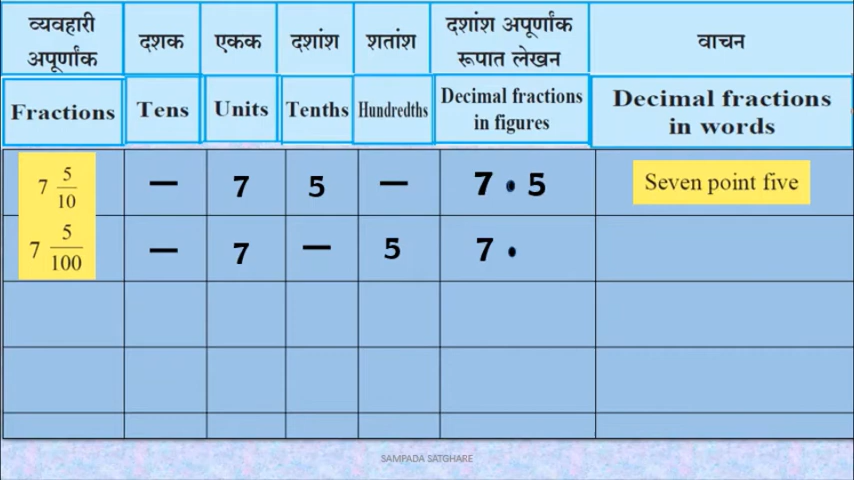 व्यवहारी अपूर्णांक दशक एकक दशांश शतांश दशांश अपूर्णांक रूपात लेखन वाचन
Fractions Tens Units Tenths Hundredths Decimal fractions in figures Decimal fractions in words
7 5/10 — 7 5 — 7 • 5 Seven point five
7 5/100 — 7 — 5 7 •
SAMPADA SATGHARE